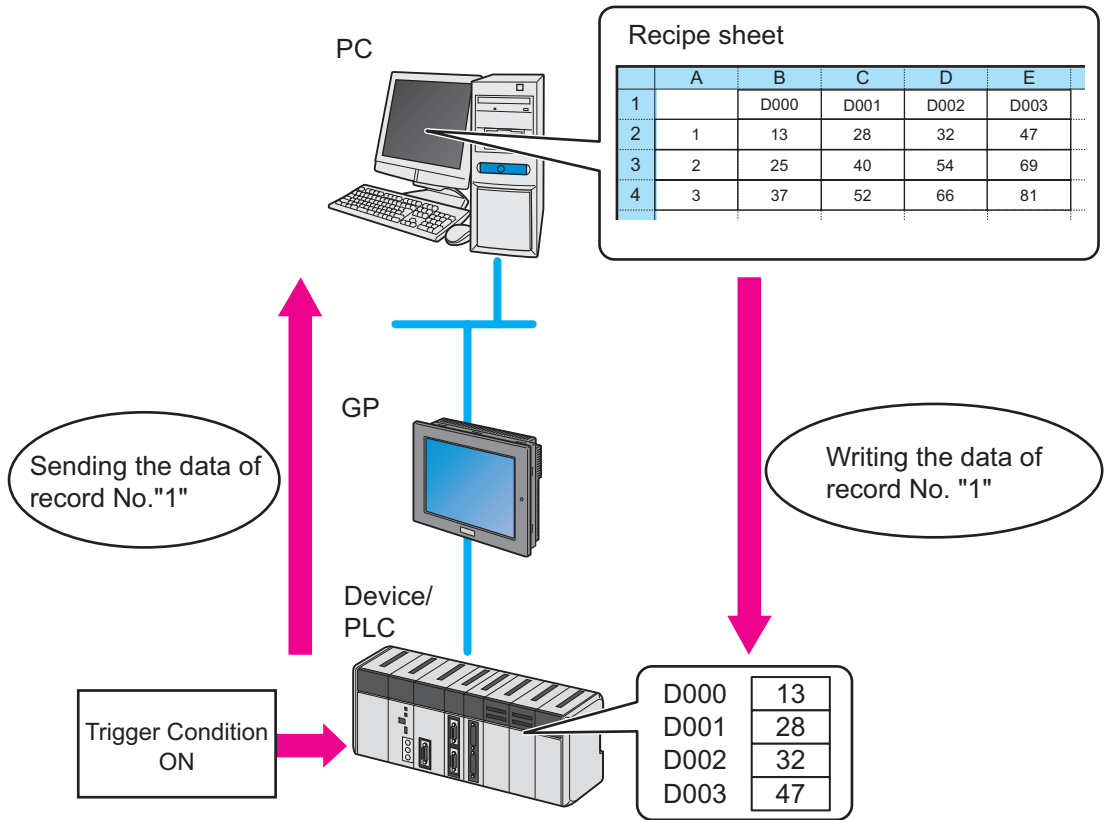 PC
Recipe sheet
A B C D E
1 D000 D001 D002 D003
2 1 13 28 32 47
3 2 25 40 54 69
4 3 37 52 66 81
GP
Sending the data of
record No."1"
Writing the data of
record No. "1"
Device/
PLC
Trigger Condition
ON
D000 13
D001 28
D002 32
D003 47